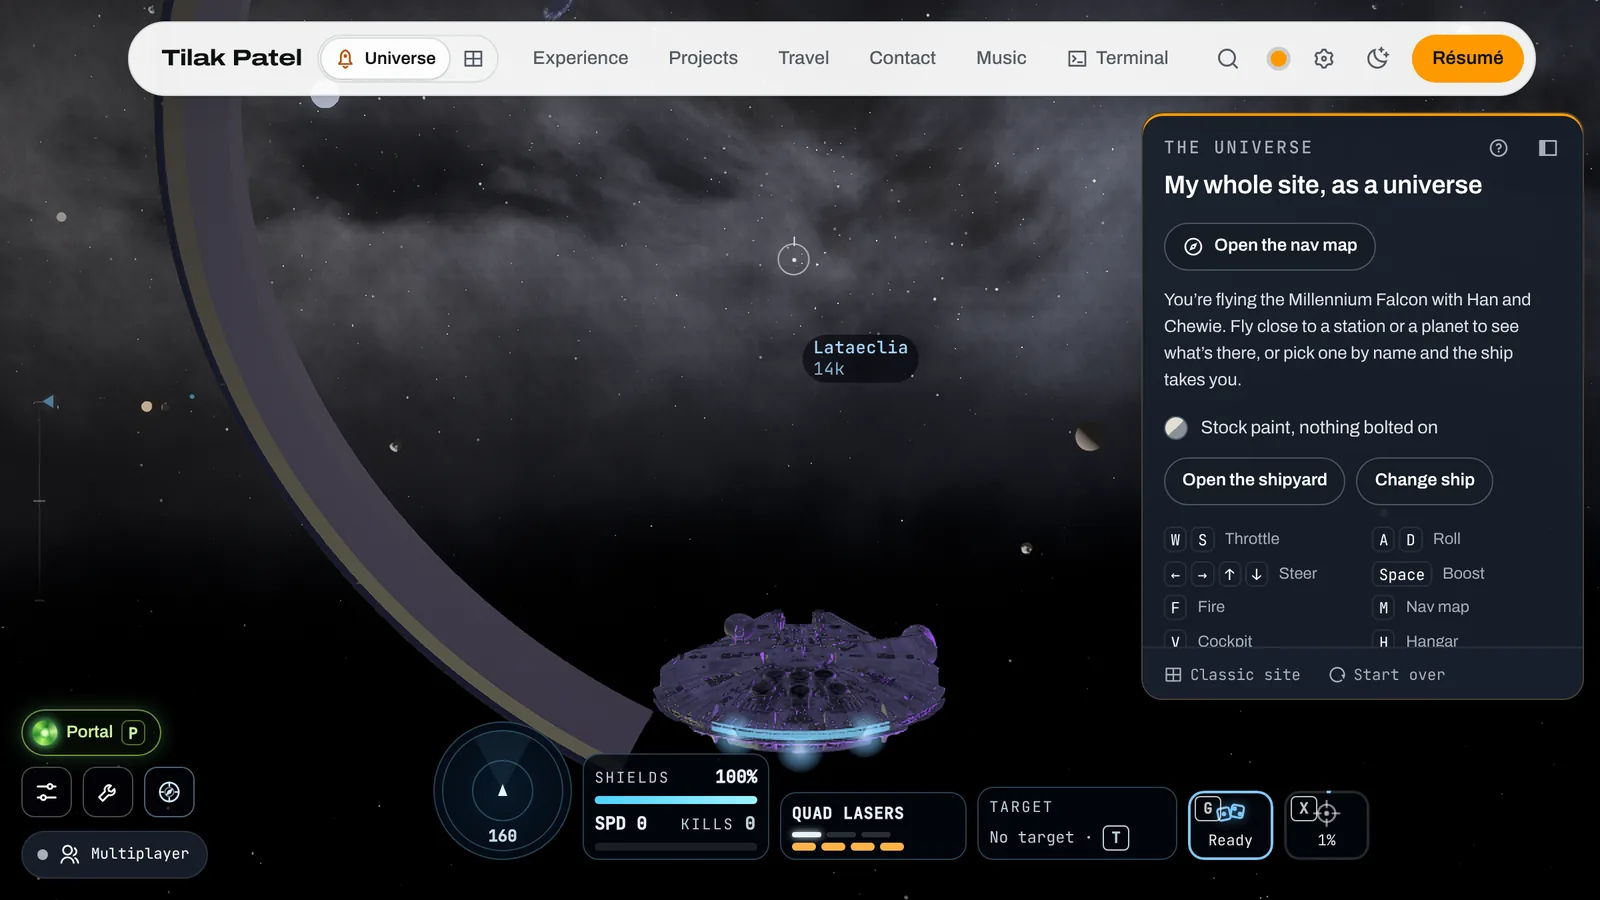 Tilak Patel
Universe
Experience
Projects
Travel
Contact
Music
Terminal
Résumé
THE UNIVERSE
My whole site, as a universe
Open the nav map
You're flying the Millennium Falcon with Han and
Chewie. Fly close to a station or a planet to see
what's there, or pick one by name and the ship
takes you.
Stock paint, nothing bolted on
Open the shipyard
Change ship
W S Throttle
A D Roll
← → ↑ ↓ Steer
Space Boost
F Fire
M Nav map
V Cockpit
H Hangar
Classic site
Start over
Lataeclia
14k
Portal P
Multiplayer
160
SHIELDS 100%
SPD 0 KILLS 0
QUAD LASERS
TARGET
No target · T
G
Ready
X
1%